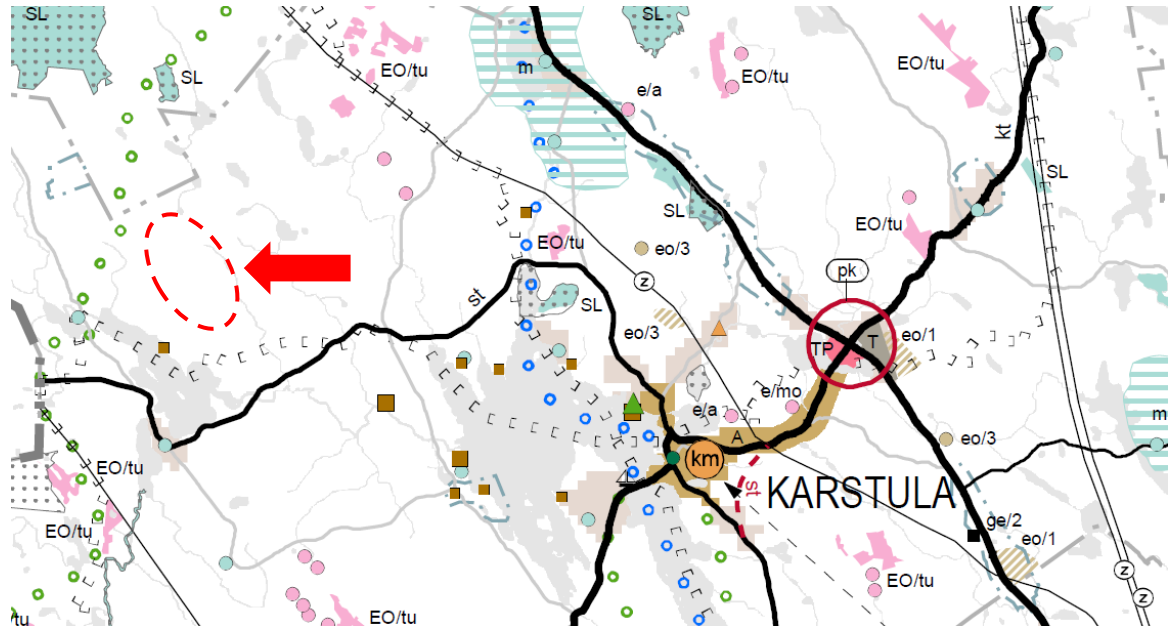 SL
EO/tu
EO/tu
SL
m
e/a
kt
SL
SL
EO/tu
EO/tu
eo/3
z
pk
st
SL
eo/3
TP
T
eo/1
e/mo
e/a
A
eo/3
m
km
st
KARSTULA
EO/tu
EO/tu
ge/2
eo/1
EO/tu
z
z
EO/tu
/tu